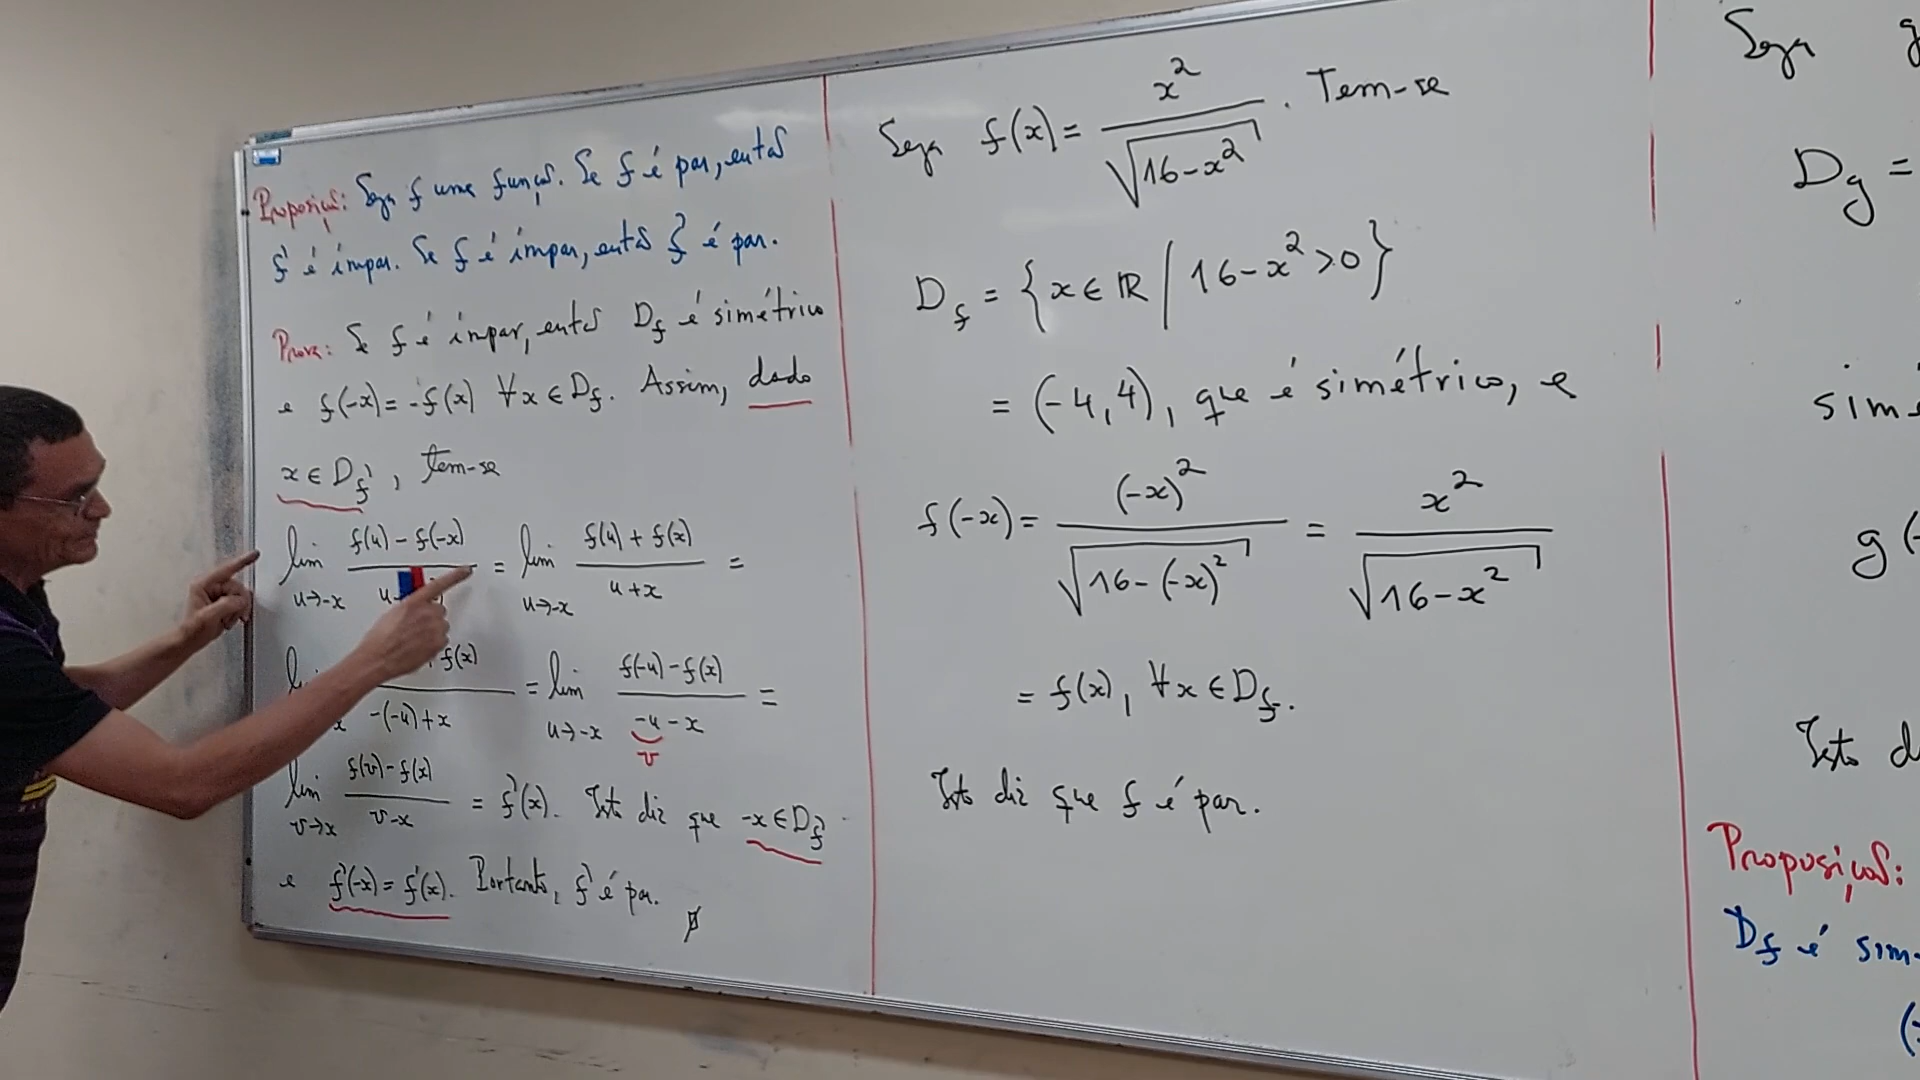 Proposição: Seja f uma função. Se f é par, então
f' é ímpar. Se f é ímpar, então f' é par.
Prova: Se f é ímpar, então D_f é simétrico
e f(-x) = -f(x) ∀x ∈ D_f. Assim, dado
x ∈ D_f', tem-se
lim u→-x f(u) - f(-x) / u = lim u→-x f(u) + f(x) / u + x =
f(x) / -(-u) + x = lim u→-x f(-u) - f(x) / -u - x =
v
lim v→x f(v) - f(x) / v - x = f'(x). Isto diz que -x ∈ D_f'
e f'(-x) = f'(x). Portanto, f' é par.
Seja f(x) = x² / √16-x² . Tem-se
D_f = {x ∈ ℝ / 16-x² > 0}
= (-4,4), que é simétrico, e
f(-x) = (-x)² / √16-(-x)² = x² / √16-x²
= f(x), ∀x ∈ D_f.
Isto diz que f é par.
Seja g
D_g =
sim
g(-
Isto d
Proposição:
D_f é sim
(-